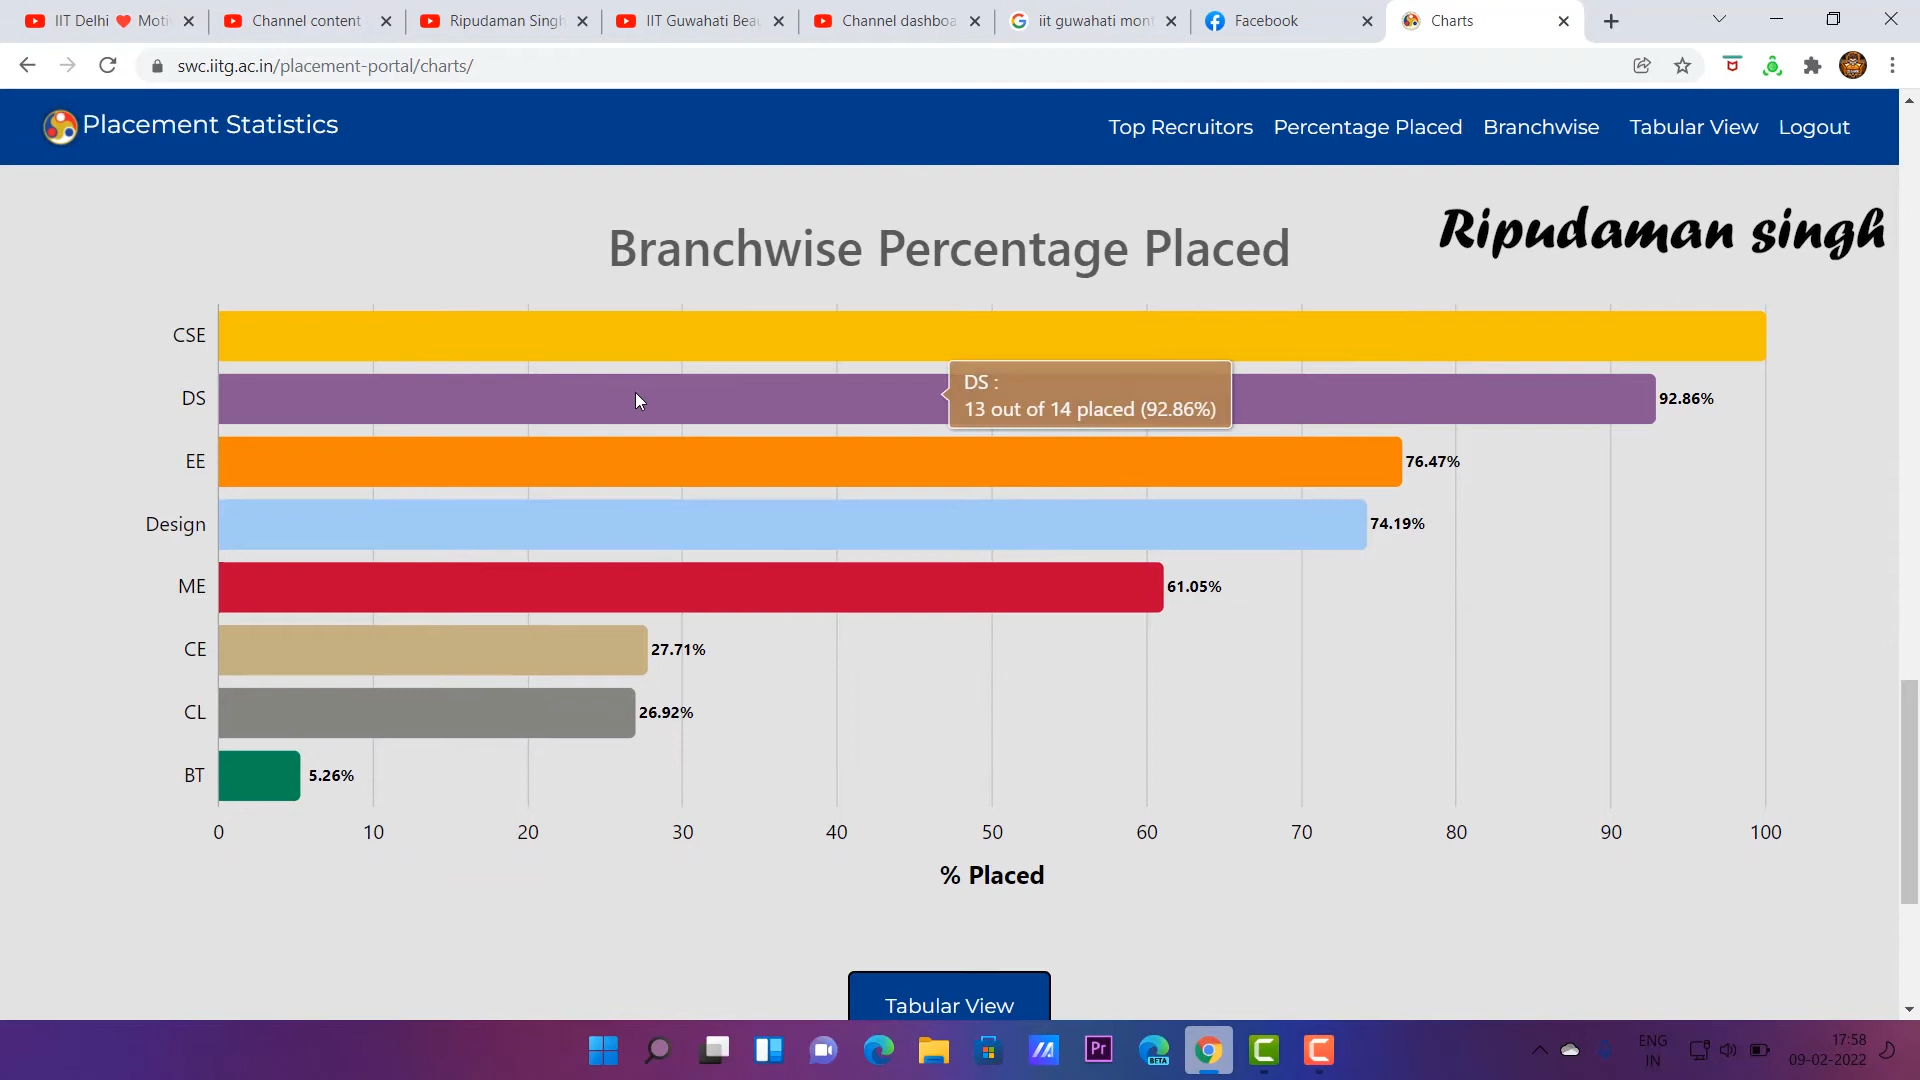 IIT Delhi ❤ Moti
Channel content
Ripudaman Singh
IIT Guwahati Beau
Channel dashboa
iit guwahati mont
Facebook
Charts
swc.iitg.ac.in/placement-portal/charts/
Placement Statistics
Top Recruitors
Percentage Placed
Branchwise
Tabular View
Logout
Ripudaman singh
Branchwise Percentage Placed
CSE
DS
DS :
13 out of 14 placed (92.86%)
92.86%
EE
76.47%
Design
74.19%
ME
61.05%
CE
27.71%
CL
26.92%
BT
5.26%
0 10 20 30 40 50 60 70 80 90 100
% Placed
Tabular View
Pr
BETA
ENG
IN
17:58
09-02-2022